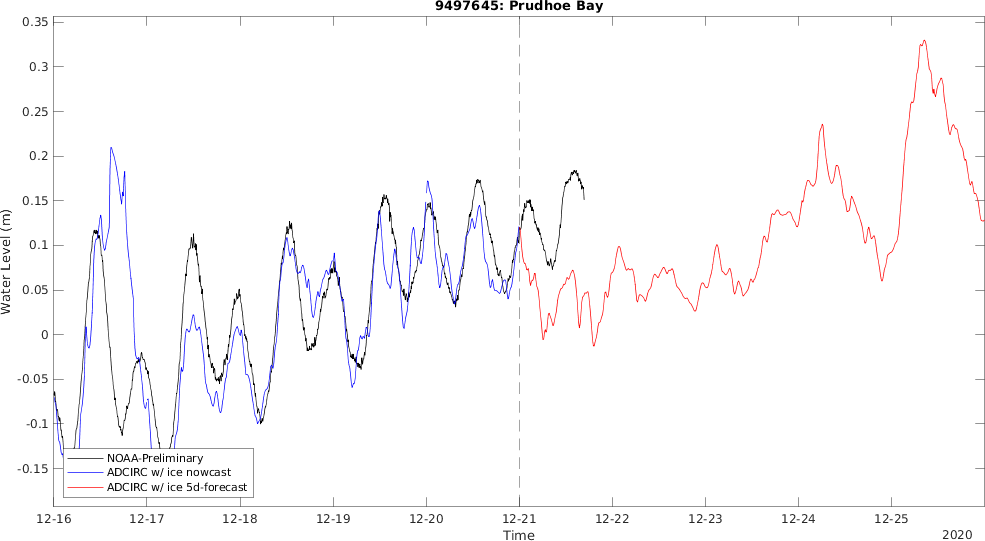 9497645: Prudhoe Bay
0.35
0.3
0.25
0.2
0.15
0.1
0.05
0
-0.05
-0.1
-0.15
Water Level (m)
NOAA-Preliminary
ADCIRC w/ ice nowcast
ADCIRC w/ ice 5d-forecast
12-16 12-17 12-18 12-19 12-20 12-21 12-22 12-23 12-24 12-25
Time
2020